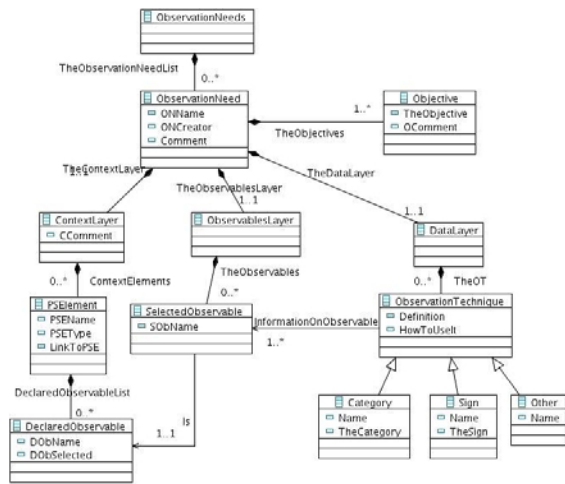 ObservationNeeds
TheObservationNeedList
0..*
ObservationNeed
ONName
ONCreator
Comment
TheObjectives
1..*
Objective
TheObjective
OComment
TheContextLayer
1..1
TheObservablesLayer
1..1
TheDataLayer
1..1
ContextLayer
CComment
ObservablesLayer
DataLayer
0..*
ContextElements
TheObservables
0..*
0..*
TheOT
PSElement
PSEName
PSEType
LinkToPSE
SelectedObservable
SObName
InformationOnObservable
1..*
ObservationTechnique
Definition
HowToUseIt
DeclaredObservableList
0..*
Is
1..1
DeclaredObservable
DObName
DObSelected
Category
Name
TheCategory
Sign
Name
TheSign
Other
Name